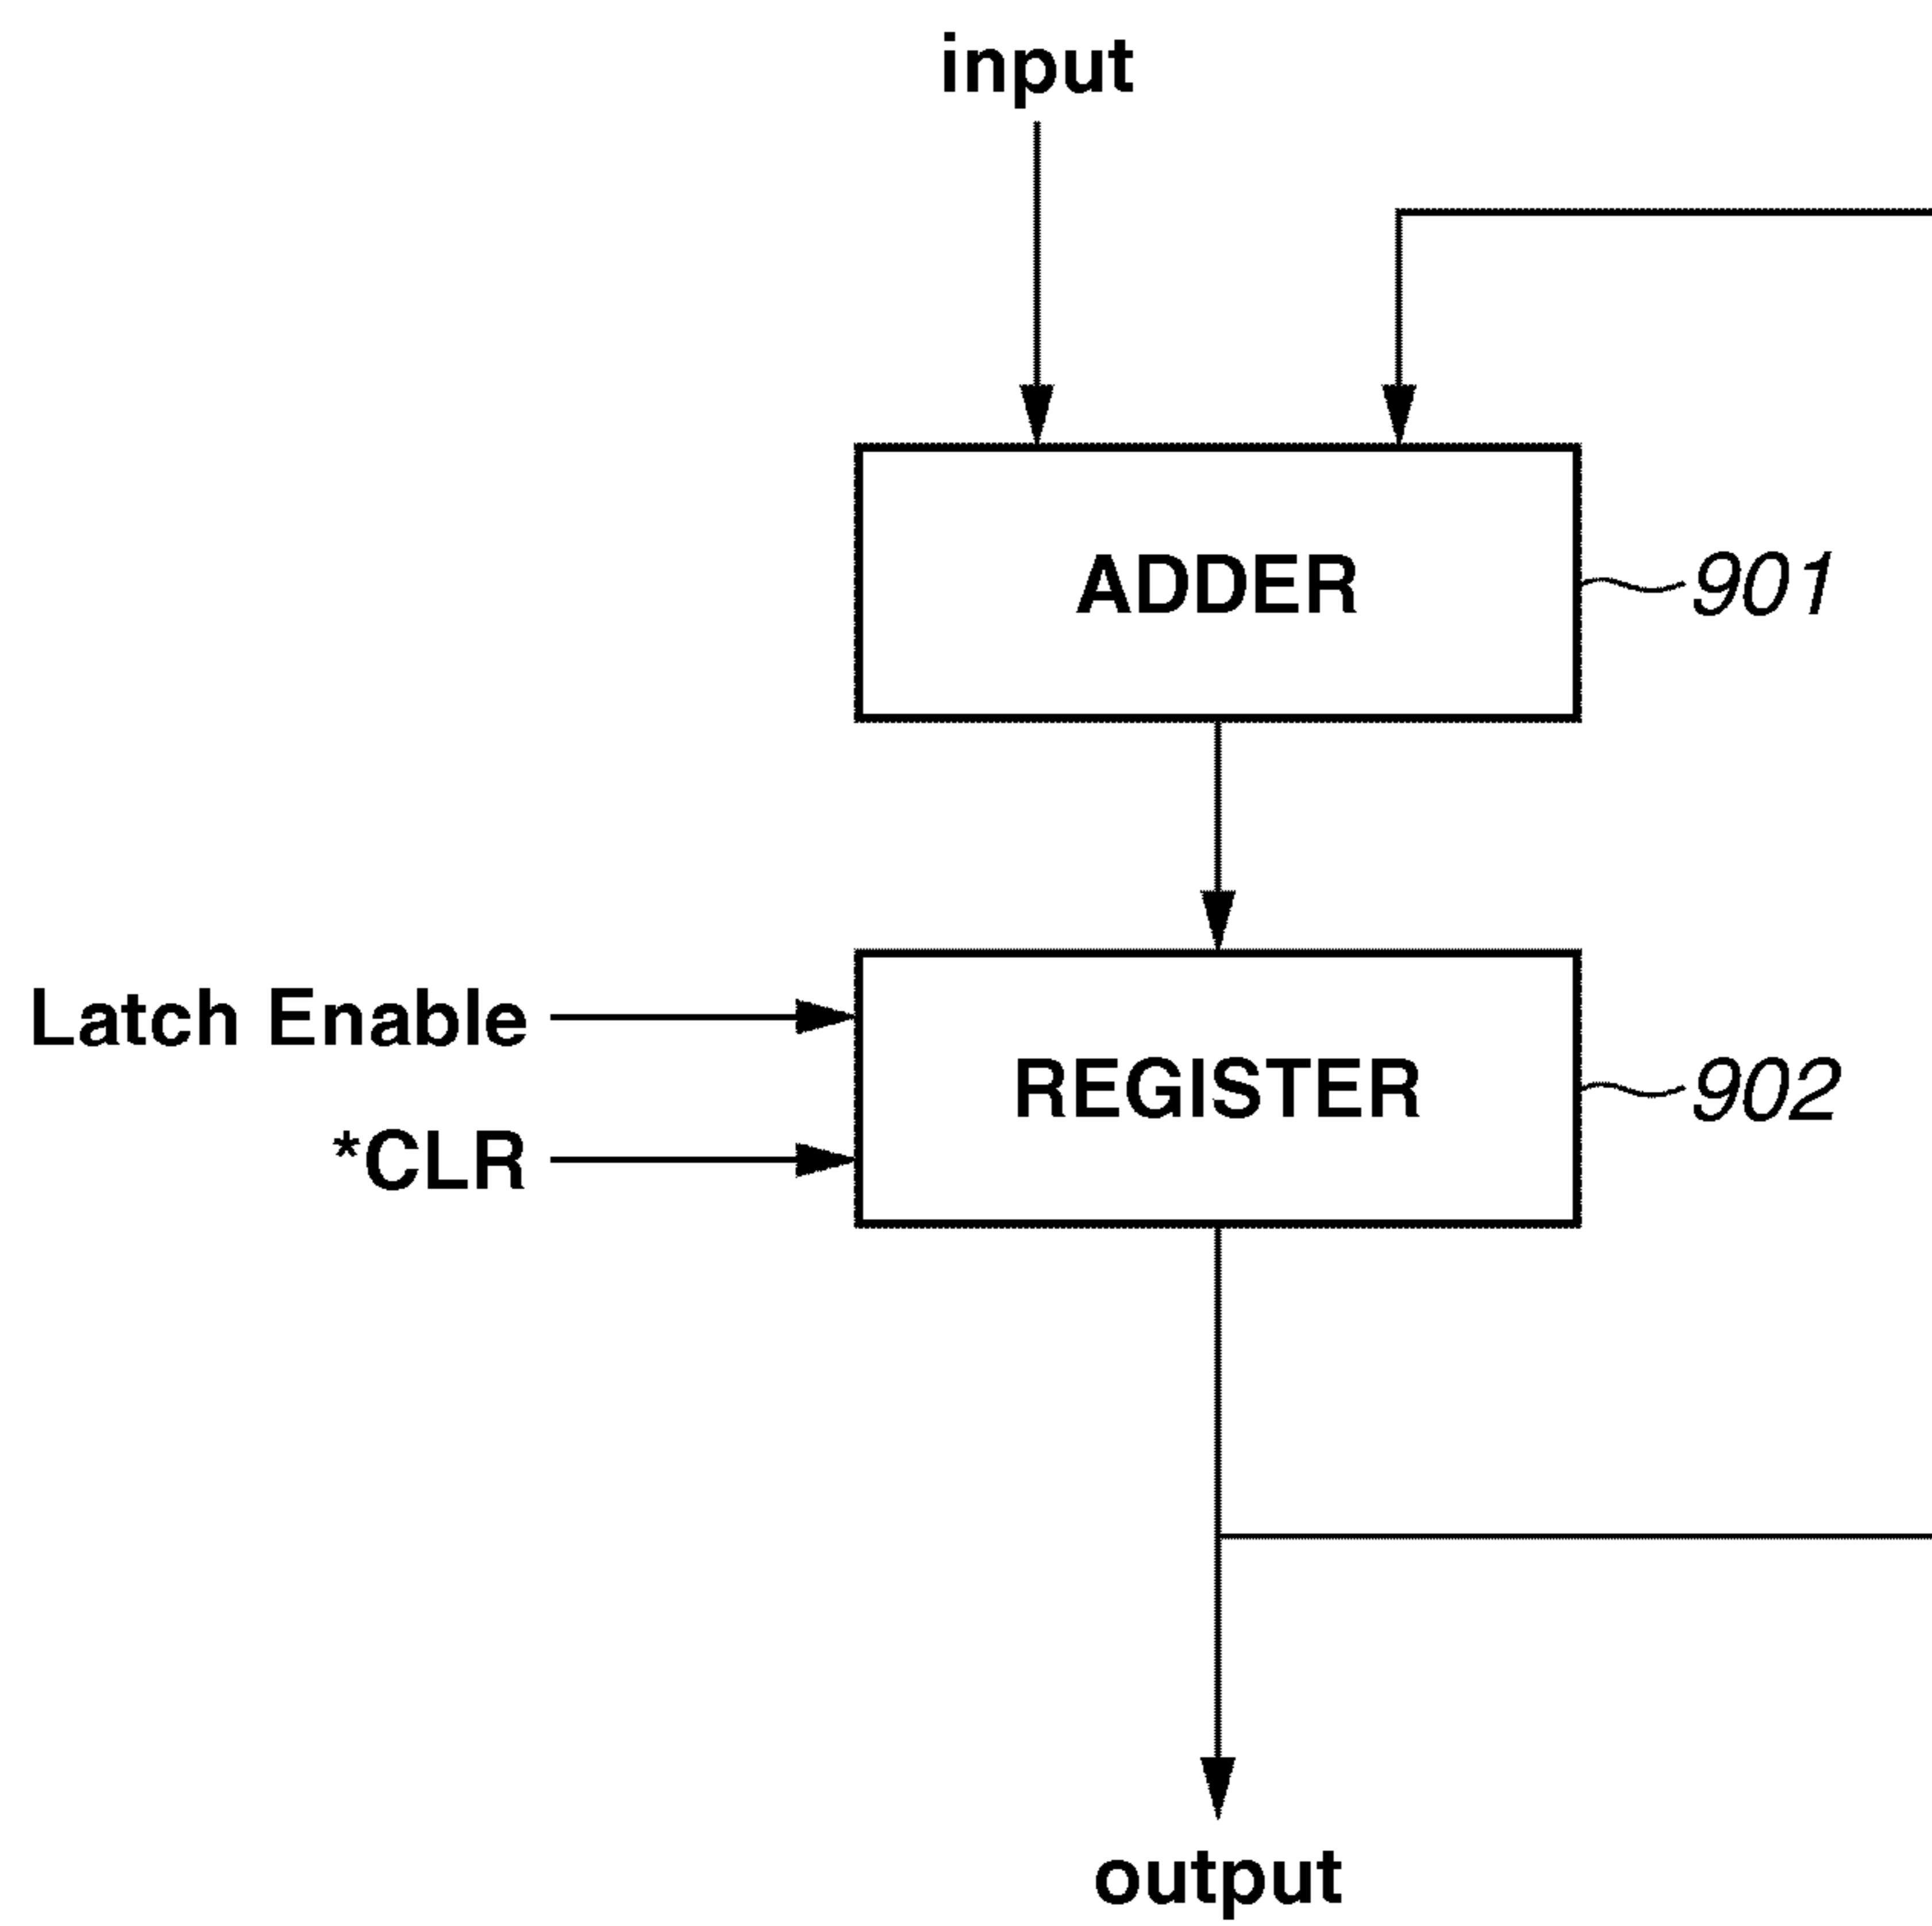 input
ADDER
901
Latch Enable
REGISTER
902
*CLR
output